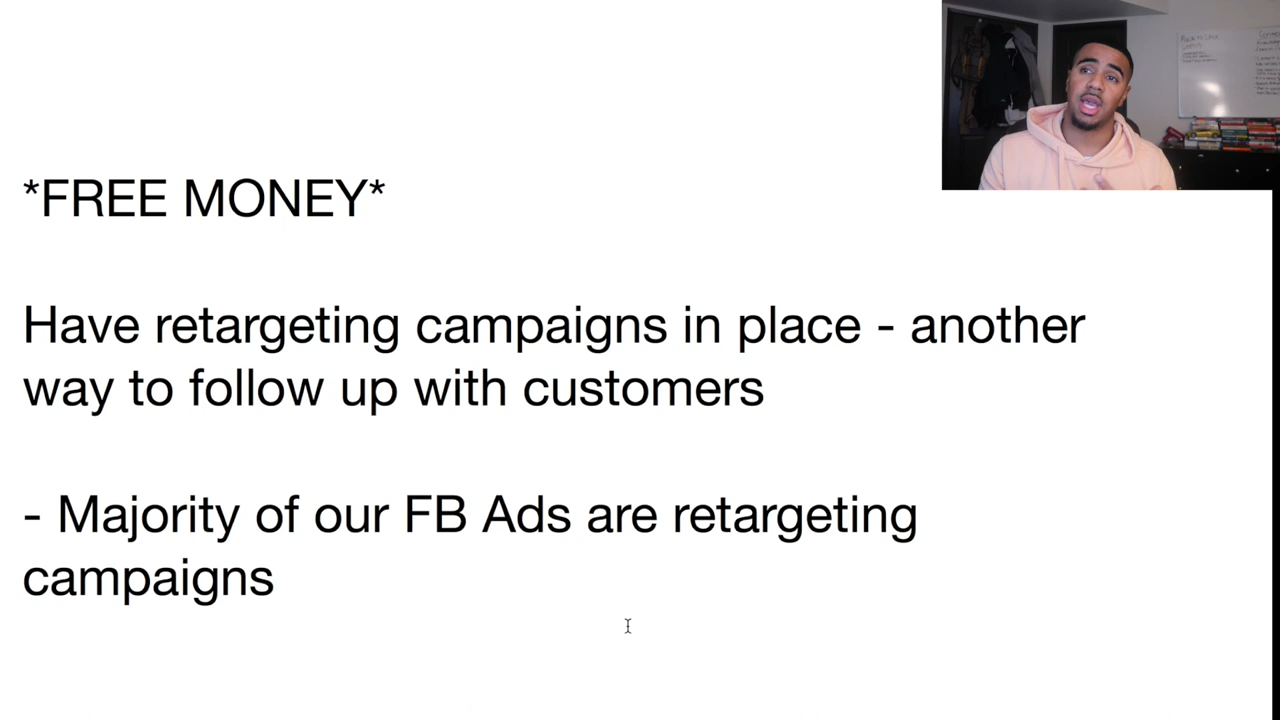 *FREE MONEY*
Have retargeting campaigns in place - another
way to follow up with customers
- Majority of our FB Ads are retargeting
campaigns